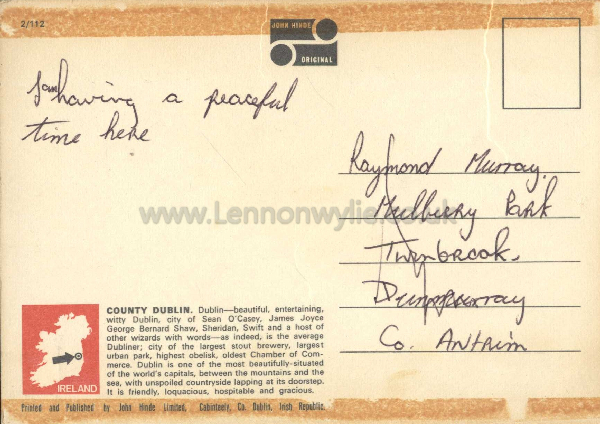 2/112
JOHN HINDE
ORIGINAL
I am having a peaceful
time here
Raymond Murray.
Mulberry Park
Twinbrook.
Dunmurray
Co. Antrim
www.Lennonwylie.co.uk
COUNTY DUBLIN. Dublin—beautiful, entertaining,
witty Dublin, city of Sean O'Casey, James Joyce
George Bernard Shaw, Sheridan, Swift and a host of
other wizards with words—as indeed, is the average
Dubliner; city of the largest stout brewery, largest
urban park, highest obelisk, oldest Chamber of Com-
merce. Dublin is one of the most beautifully-situated
of the world's capitals, between the mountains and the
sea, with unspoiled countryside lapping at its doorstep.
It is friendly, loquacious, hospitable and gracious.
IRELAND
Printed and Published by John Hinde Limited, Cabinteely, Co. Dublin, Irish Republic.